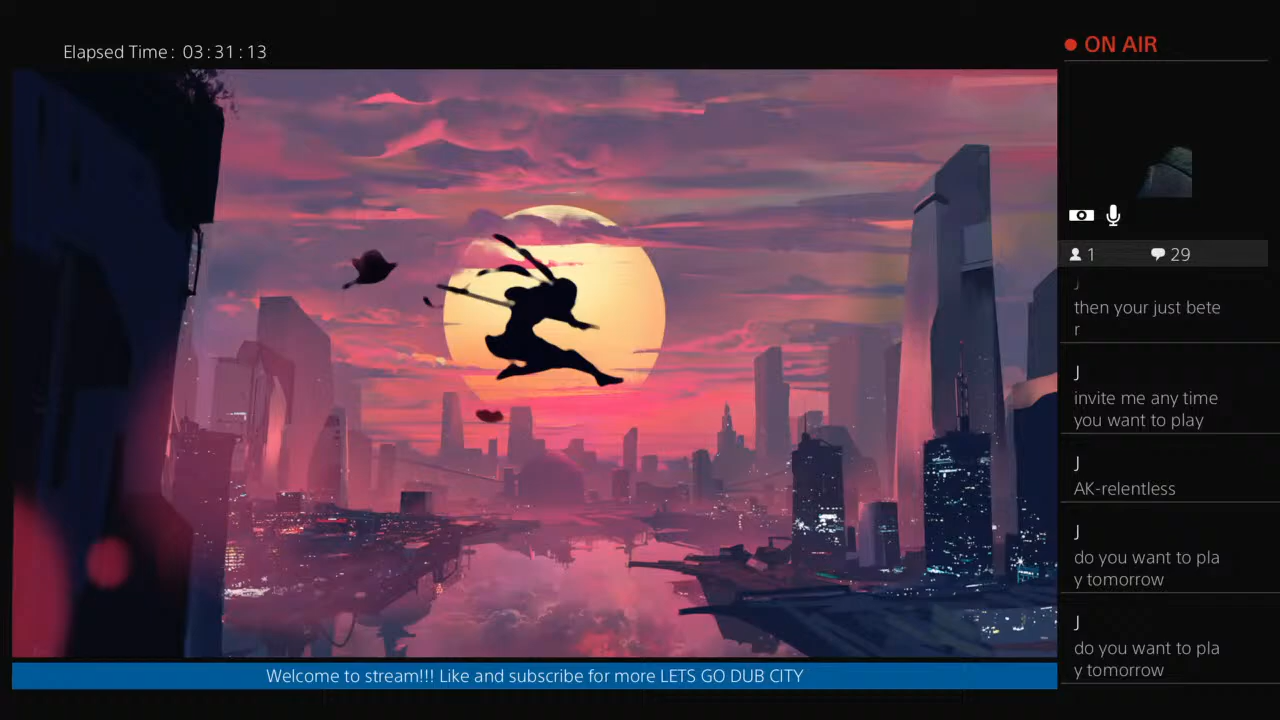 Elapsed Time: 03:31:13
ON AIR
1
29
J
then your just bete
r
J
invite me any time
you want to play
J
AK-relentless
J
do you want to pla
y tomorrow
J
do you want to pla
y tomorrow
Welcome to stream!!! Like and subscribe for more LETS GO DUB CITY